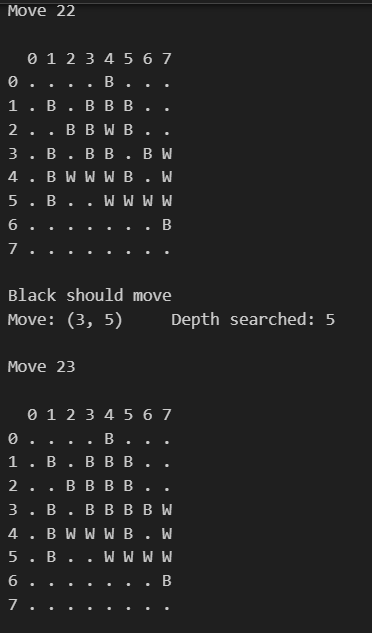 Move 22
0 1 2 3 4 5 6 7
0 . . . . B . . .
1 . B . B B B . .
2 . . B B W B . .
3 . B . B B . B W
4 . B W W W B . W
5 . B . . W W W W
6 . . . . . . . B
7 . . . . . . . .
Black should move
Move: (3, 5) Depth searched: 5
Move 23
0 1 2 3 4 5 6 7
0 . . . . B . . .
1 . B . B B B . .
2 . . B B B B . .
3 . B . B B B B W
4 . B W W W B . W
5 . B . . W W W W
6 . . . . . . . B
7 . . . . . . . .